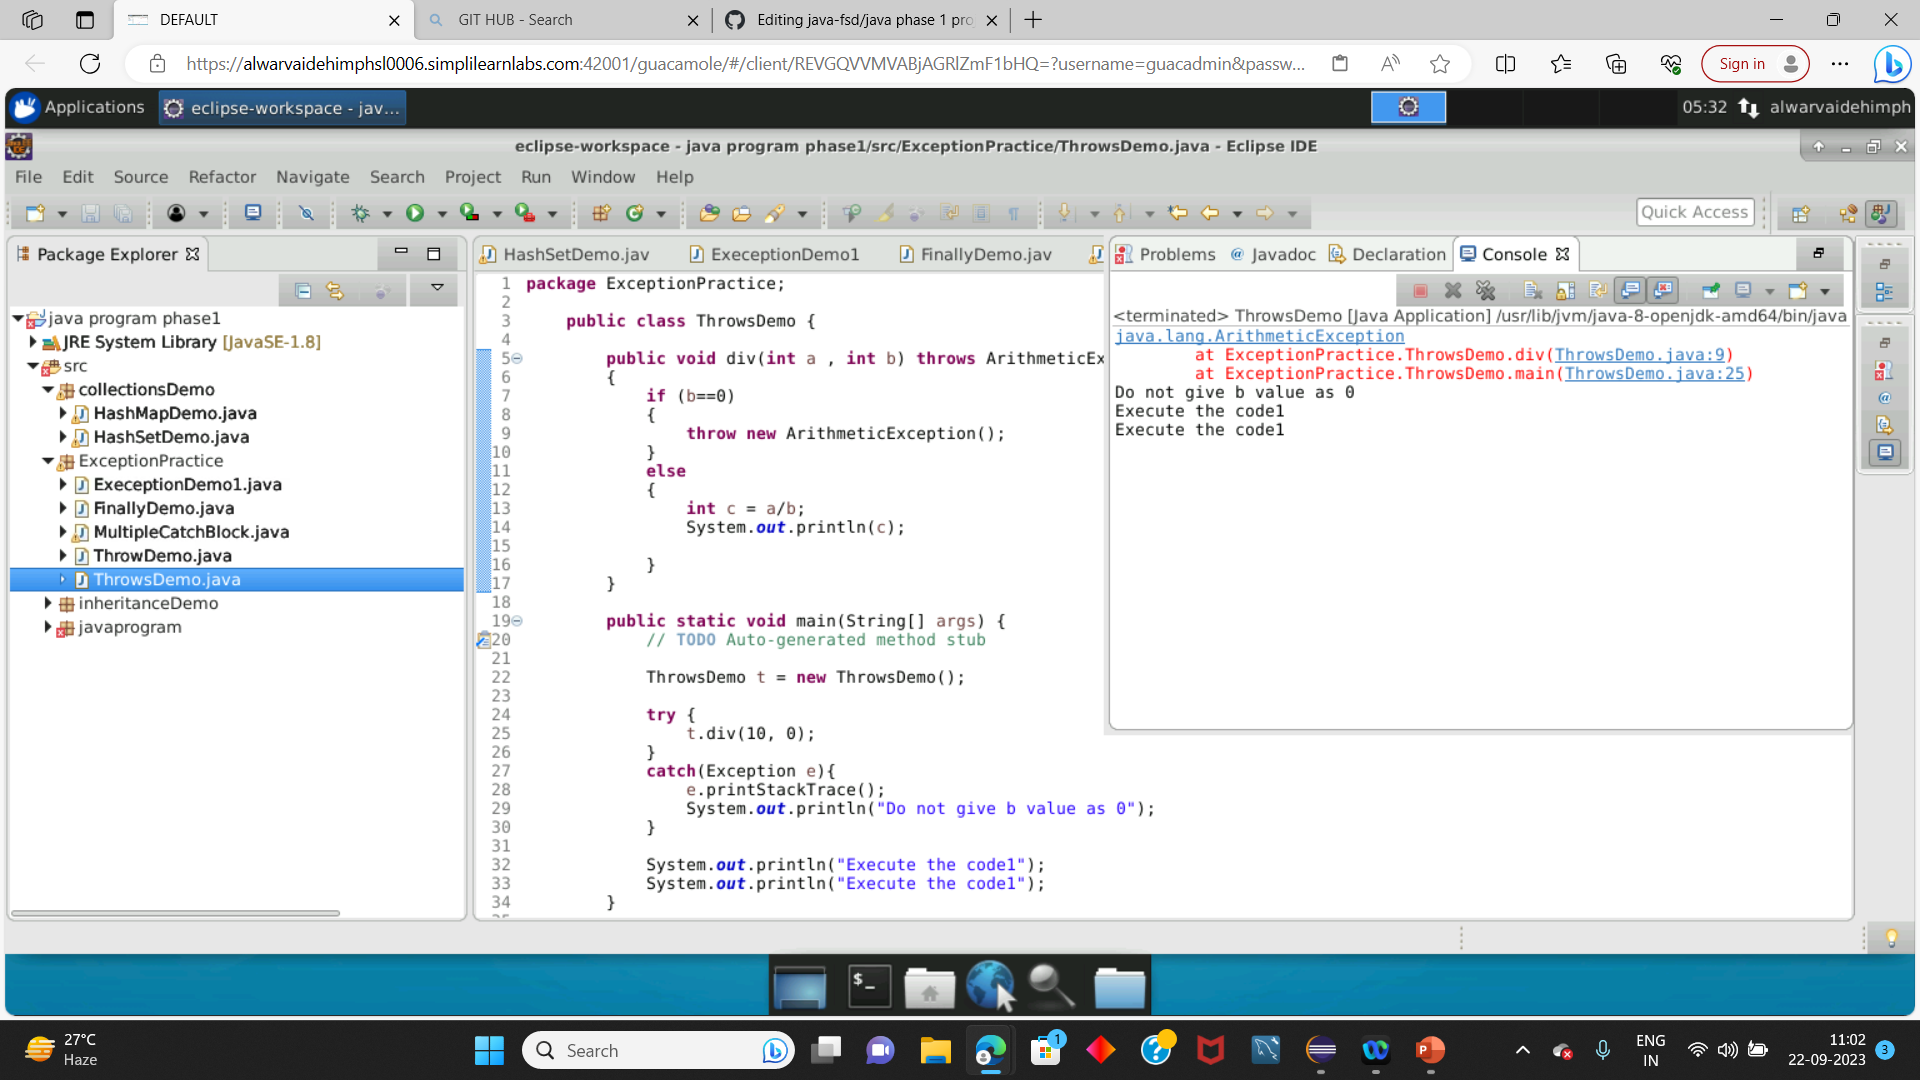 DEFAULT
GIT HUB - Search
Editing java-fsd/java phase 1 pro
https://alwarvaidehimphsl0006.simplilearnlabs.com:42001/guacamole/#/client/REVGQVVMVABjAGRlZmF1bHQ=?username=guacadmin&passw...
Sign in
Applications
eclipse-workspace - jav...
05:32
alwarvaidehimph
eclipse-workspace - java program phase1/src/ExceptionPractice/ThrowsDemo.java - Eclipse IDE
File Edit Source Refactor Navigate Search Project Run Window Help
Quick Access
Package Explorer
java program phase1
JRE System Library [JavaSE-1.8]
src
collectionsDemo
HashMapDemo.java
HashSetDemo.java
ExceptionPractice
ExeceptionDemo1.java
FinallyDemo.java
MultipleCatchBlock.java
ThrowDemo.java
ThrowsDemo.java
inheritanceDemo
javaprogram
HashSetDemo.jav
ExeceptionDemo1
FinallyDemo.jav
1 package ExceptionPractice;
2
3 public class ThrowsDemo {
4
5 public void div(int a , int b) throws ArithmeticEx
6 {
7 if (b==0)
8 {
9 throw new ArithmeticException();
10 }
11 else
12 {
13 int c = a/b;
14 System.out.println(c);
15
16 }
17 }
18
19 public static void main(String[] args) {
20 // TODO Auto-generated method stub
21
22 ThrowsDemo t = new ThrowsDemo();
23
24 try {
25 t.div(10, 0);
26 }
27 catch(Exception e){
28 e.printStackTrace();
29 System.out.println("Do not give b value as 0");
30 }
31
32 System.out.println("Execute the code1");
33 System.out.println("Execute the code1");
34 }
Problems
Javadoc
Declaration
Console
<terminated> ThrowsDemo [Java Application] /usr/lib/jvm/java-8-openjdk-amd64/bin/java
java.lang.ArithmeticException
at ExceptionPractice.ThrowsDemo.div(ThrowsDemo.java:9)
at ExceptionPractice.ThrowsDemo.main(ThrowsDemo.java:25)
Do not give b value as 0
Execute the code1
Execute the code1
27°C
Haze
Search
1
ENG
IN
11:02
22-09-2023
3